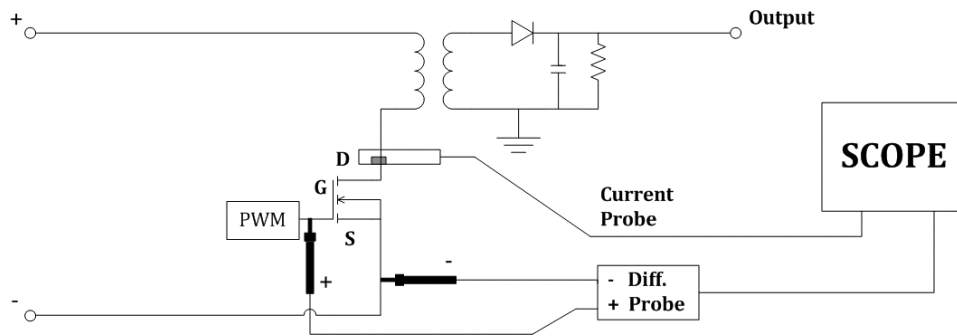 +
Output
SCOPE
D
G
Current
Probe
PWM
S
-
+
- Diff.
+ Probe
-